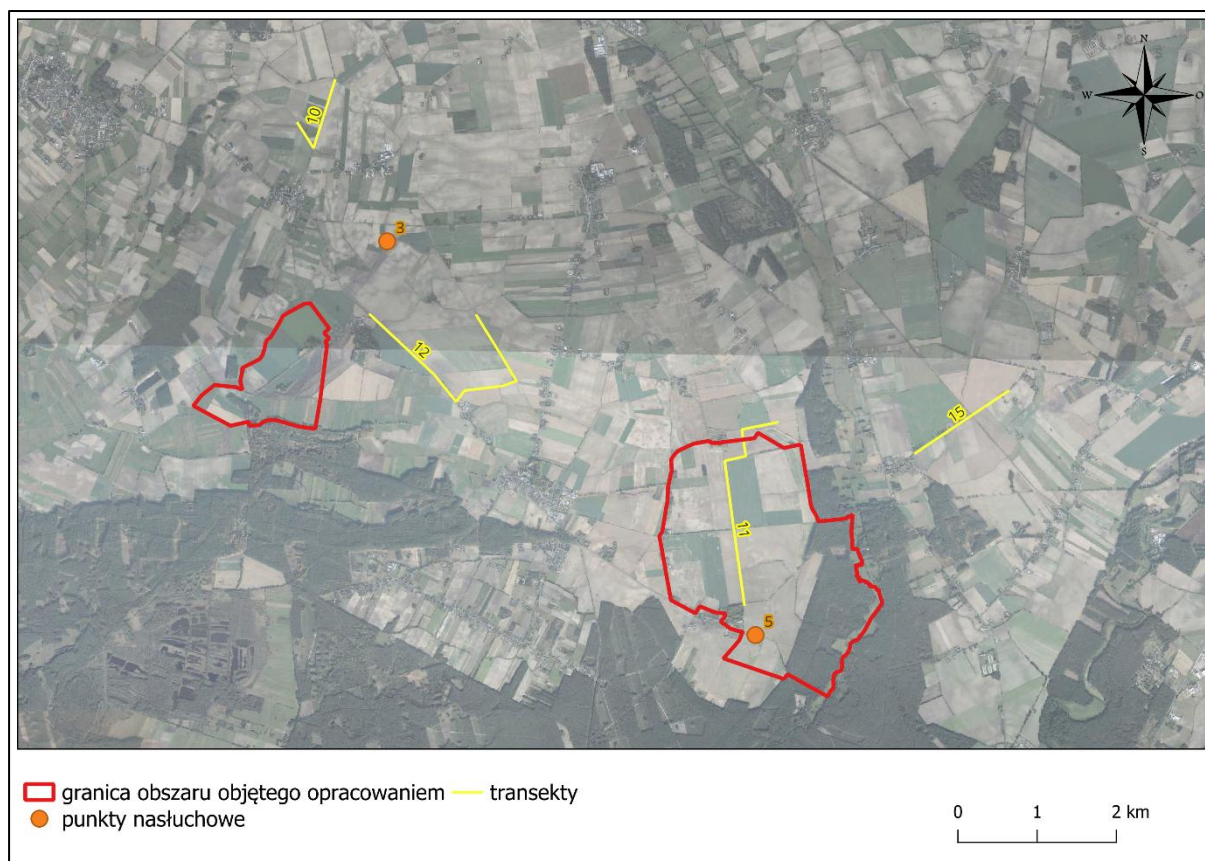 N
W
O
S
10
3
12
15
11
5
granica obszaru objętego opracowaniem
transekty
punkty nasłuchowe
0 1 2 km